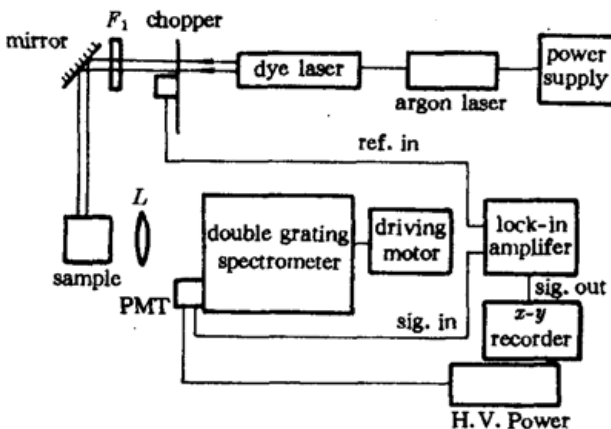 F₁ chopper
mirror
dye laser
argon laser
power
supply
ref. in
L
sample
double grating
spectrometer
driving
motor
lock-in
amplifer
sig. out
PMT
sig. in
x-y
recorder
H.V. Power